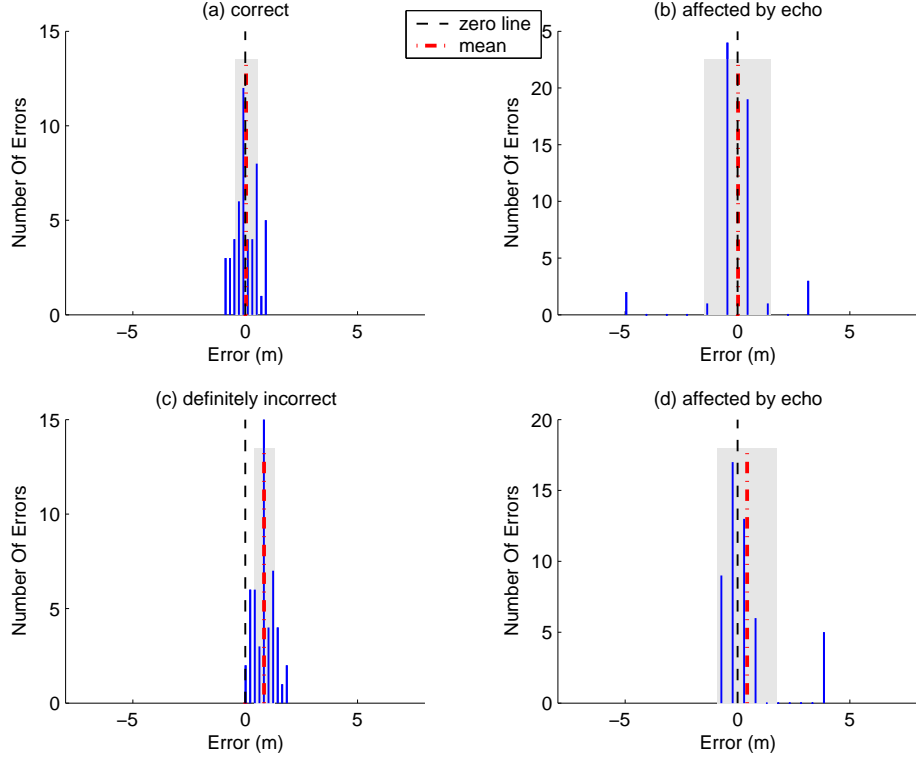 (a) correct
zero line
mean
(b) affected by echo
Number Of Errors
15
10
5
0
−5
0
5
Error (m)
Number Of Errors
25
20
15
10
5
0
−5
0
5
Error (m)
(c) definitely incorrect
Number Of Errors
15
10
5
0
−5
0
5
Error (m)
(d) affected by echo
Number Of Errors
20
15
10
5
0
−5
0
5
Error (m)